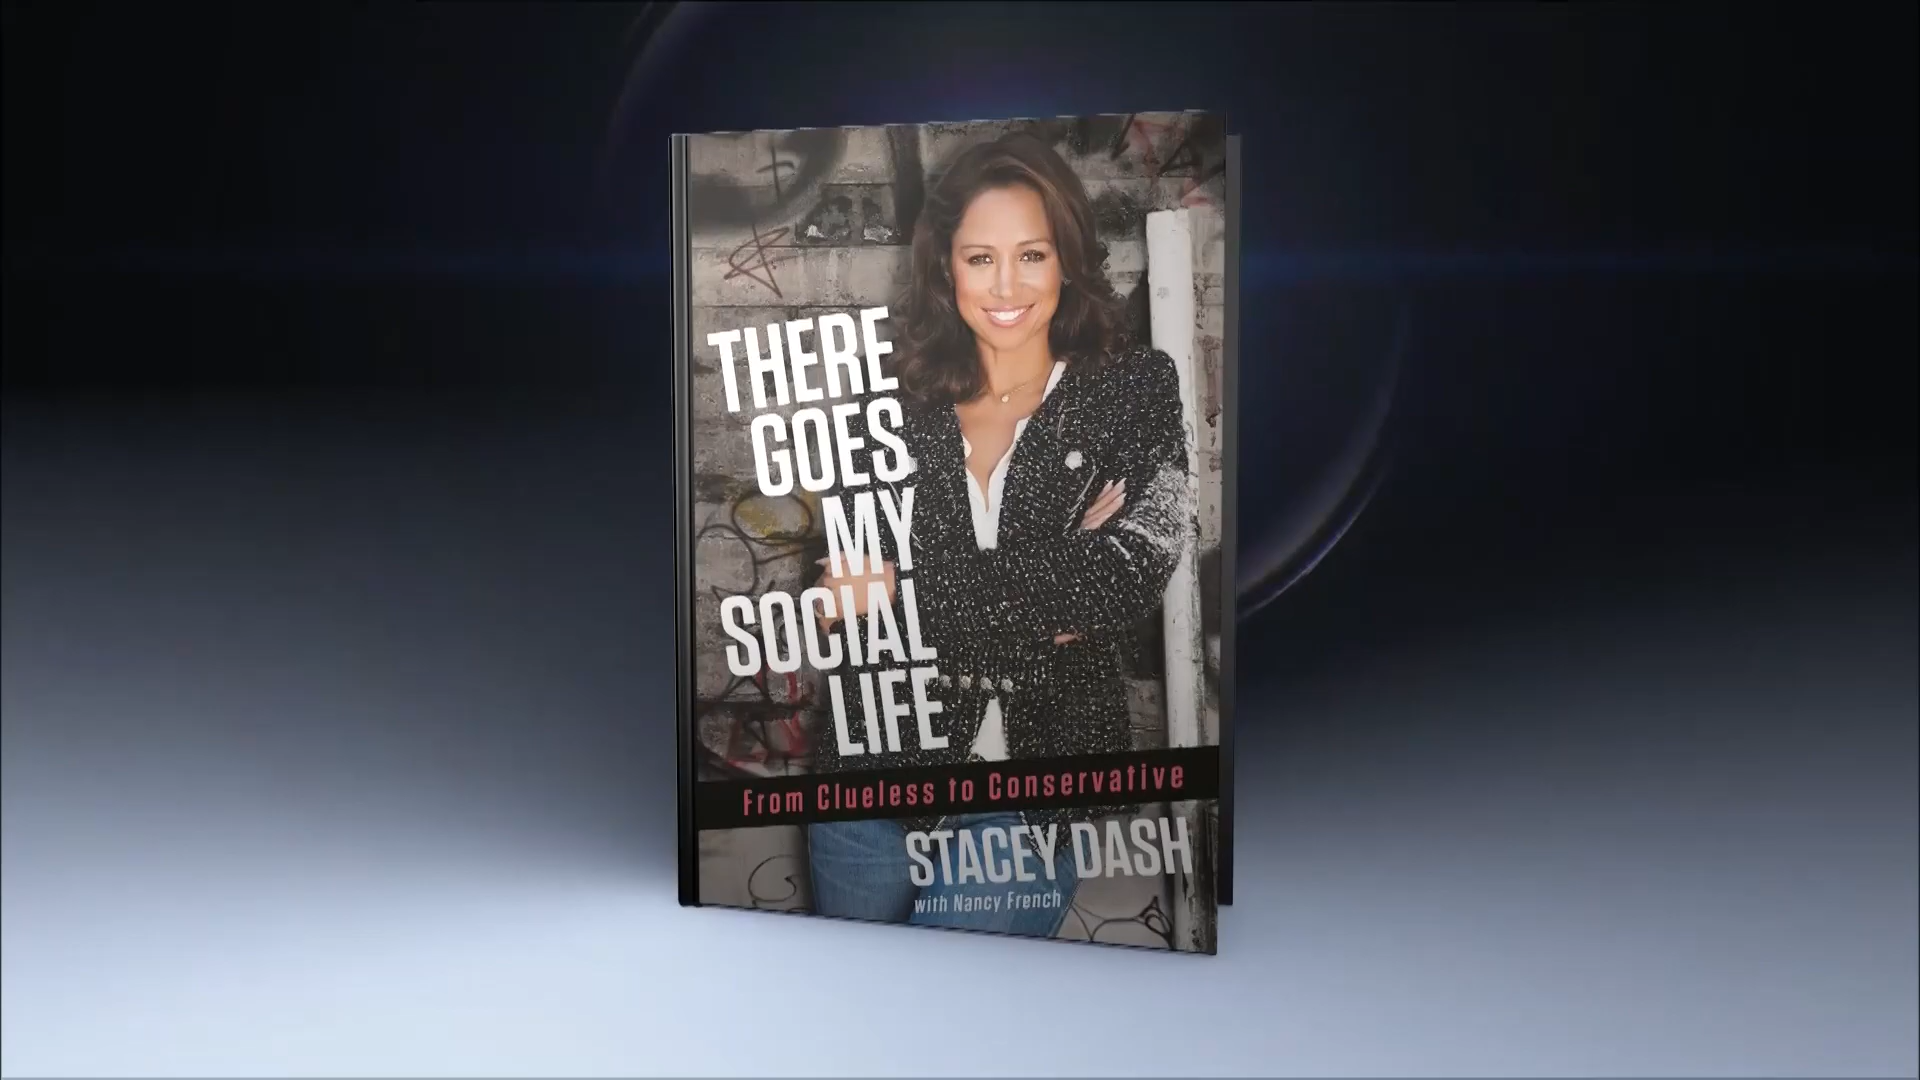 THERE
GOES
MY
SOCIAL
LIFE
From Clueless to Conservative
STACEY DASH
with Nancy French